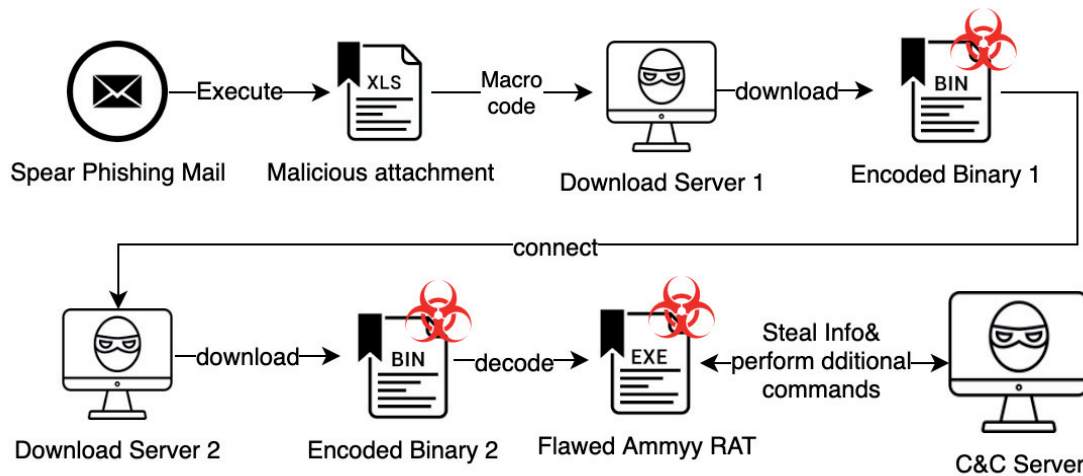 Execute
XLS
Macro
code
download
BIN
Spear Phishing Mail
Malicious attachment
Download Server 1
Encoded Binary 1
connect
download
BIN
decode
EXE
Steal Info&
perform dditional
commands
Download Server 2
Encoded Binary 2
Flawed Ammyy RAT
C&C Server